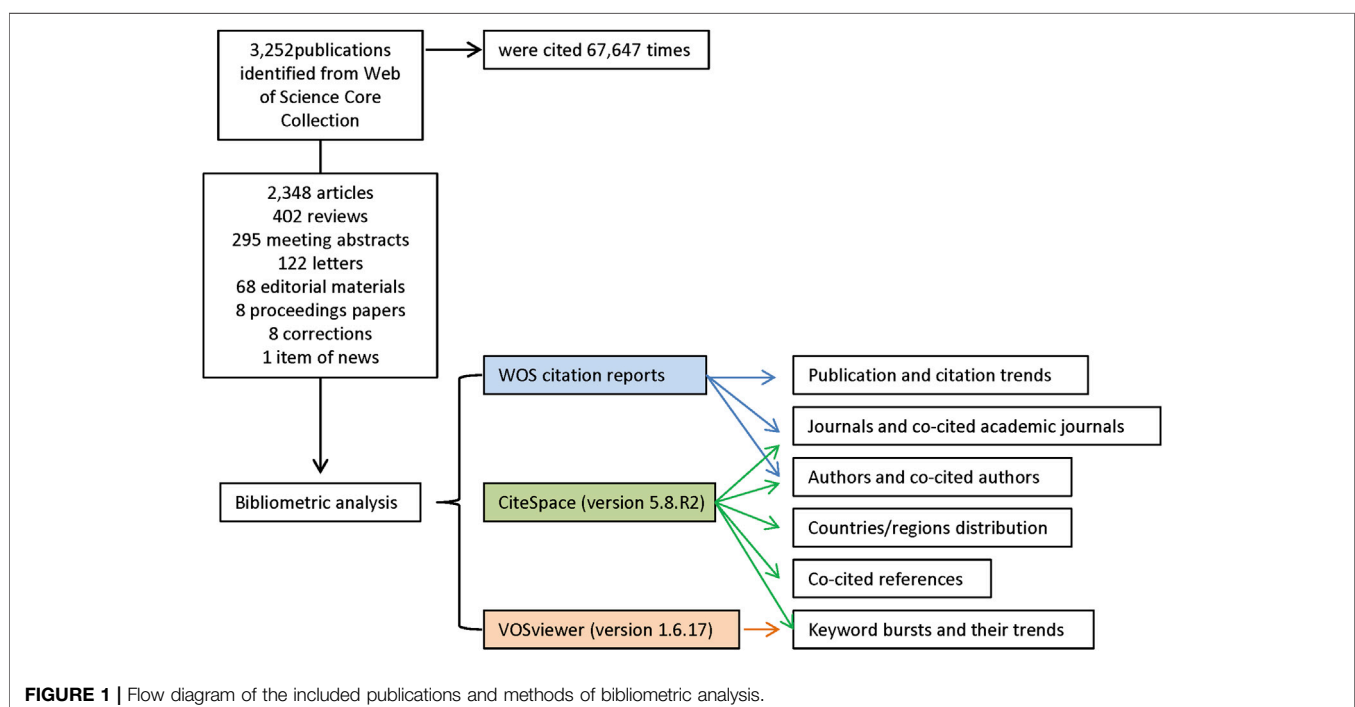 3,252publications
identified from Web
of Science Core
Collection
were cited 67,647 times
2,348 articles
402 reviews
295 meeting abstracts
122 letters
68 editorial materials
8 proceedings papers
8 corrections
1 item of news
Bibliometric analysis
WOS citation reports
CiteSpace (version 5.8.R2)
VOSviewer (version 1.6.17)
Publication and citation trends
Journals and co-cited academic journals
Authors and co-cited authors
Countries/regions distribution
Co-cited references
Keyword bursts and their trends
FIGURE 1 | Flow diagram of the included publications and methods of bibliometric analysis.